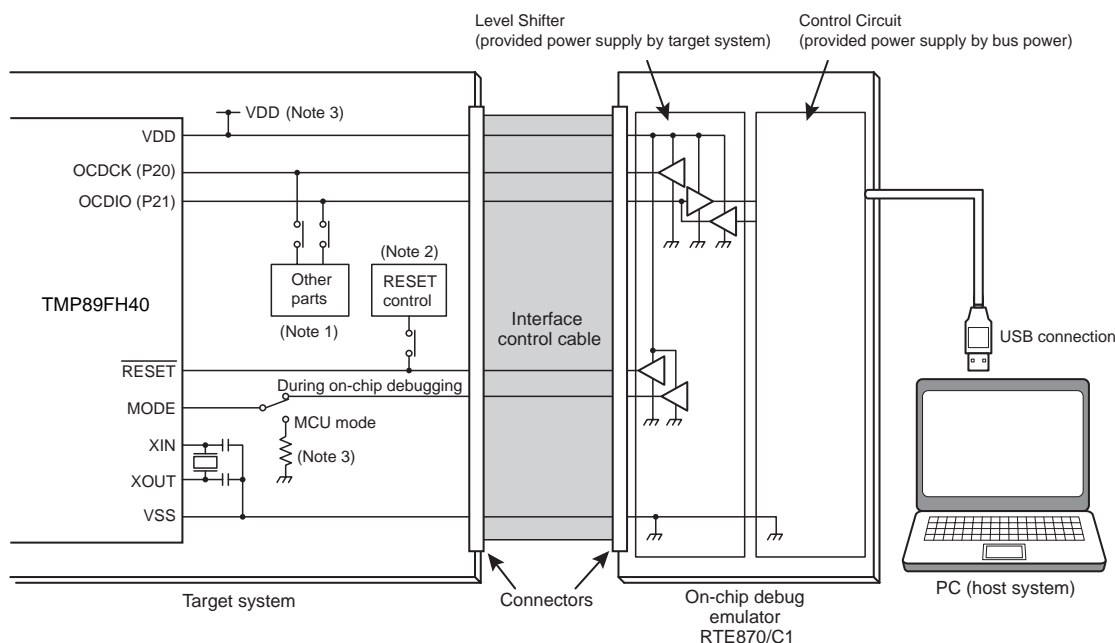 Level Shifter
(provided power supply by target system)
Control Circuit
(provided power supply by bus power)
VDD (Note 3)
VDD
OCDCK (P20)
OCDIO (P21)
(Note 2)
Other
parts
RESET
control
TMP89FH40
(Note 1)
Interface
control cable
USB connection
RESET
During on-chip debugging
MODE
MCU mode
XIN
(Note 3)
XOUT
VSS
PC (host system)
Target system
Connectors
On-chip debug
emulator
RTE870/C1